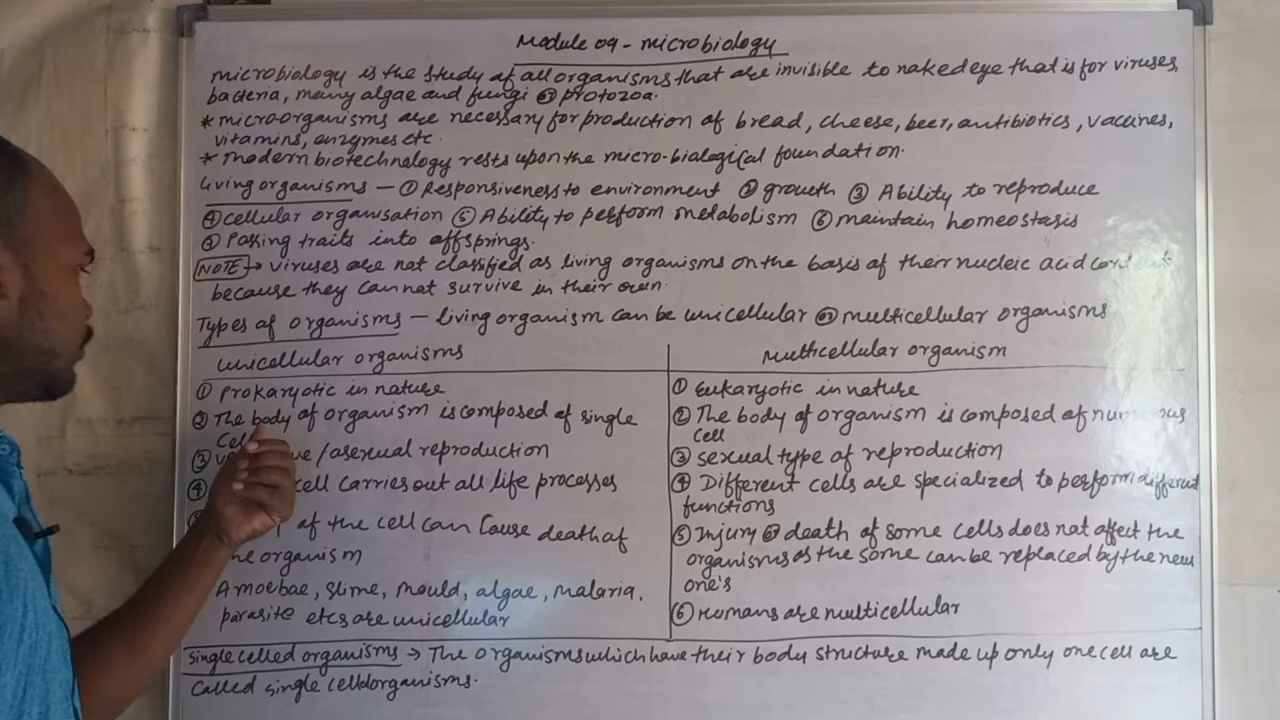 Module 09 - microbiology
microbiology is the study of all organisms that are invisible to naked eye that is for viruses,
bacteria, many algae and fungi or protozoa.
* microorganisms are necessary for production of bread, cheese, beer, antibiotics, vaccines,
vitamins, enzymes etc.
* modern biotechnology rests upon the micro-biological foundation.
Living organisms - ① Responsiveness to environment ② growth ③ Ability to reproduce
④ cellular organisation ⑤ Ability to perform metabolism ⑥ maintain homeostasis
⑦ Passing traits into offsprings.
NOTE → viruses are not classified as living organisms on the basis of their nucleic acid
because they cannot survive in their own.
Types of organisms - living organism can be unicellular or multicellular organisms
unicellular organisms
① prokaryotic in nature
② The body of organism is composed of single
cell
③ /asexual reproduction
④ cell carries out all life processes
of the cell can cause death of
organism
Amoebae, slime, mould, algae, malaria,
parasite etcs are unicellular
Multicellular organism
① Eukaryotic in nature
② The body of organism is composed of
cell
③ sexual type of reproduction
④ Different cells are specialized to perform different
functions
⑤ Injury or death of some cells does not affect the
organisms as the some can be replaced by the new
one's
⑥ Humans are multicellular
single celled organisms → The organisms which have their body structure made up only one cell are
called single celld organisms.